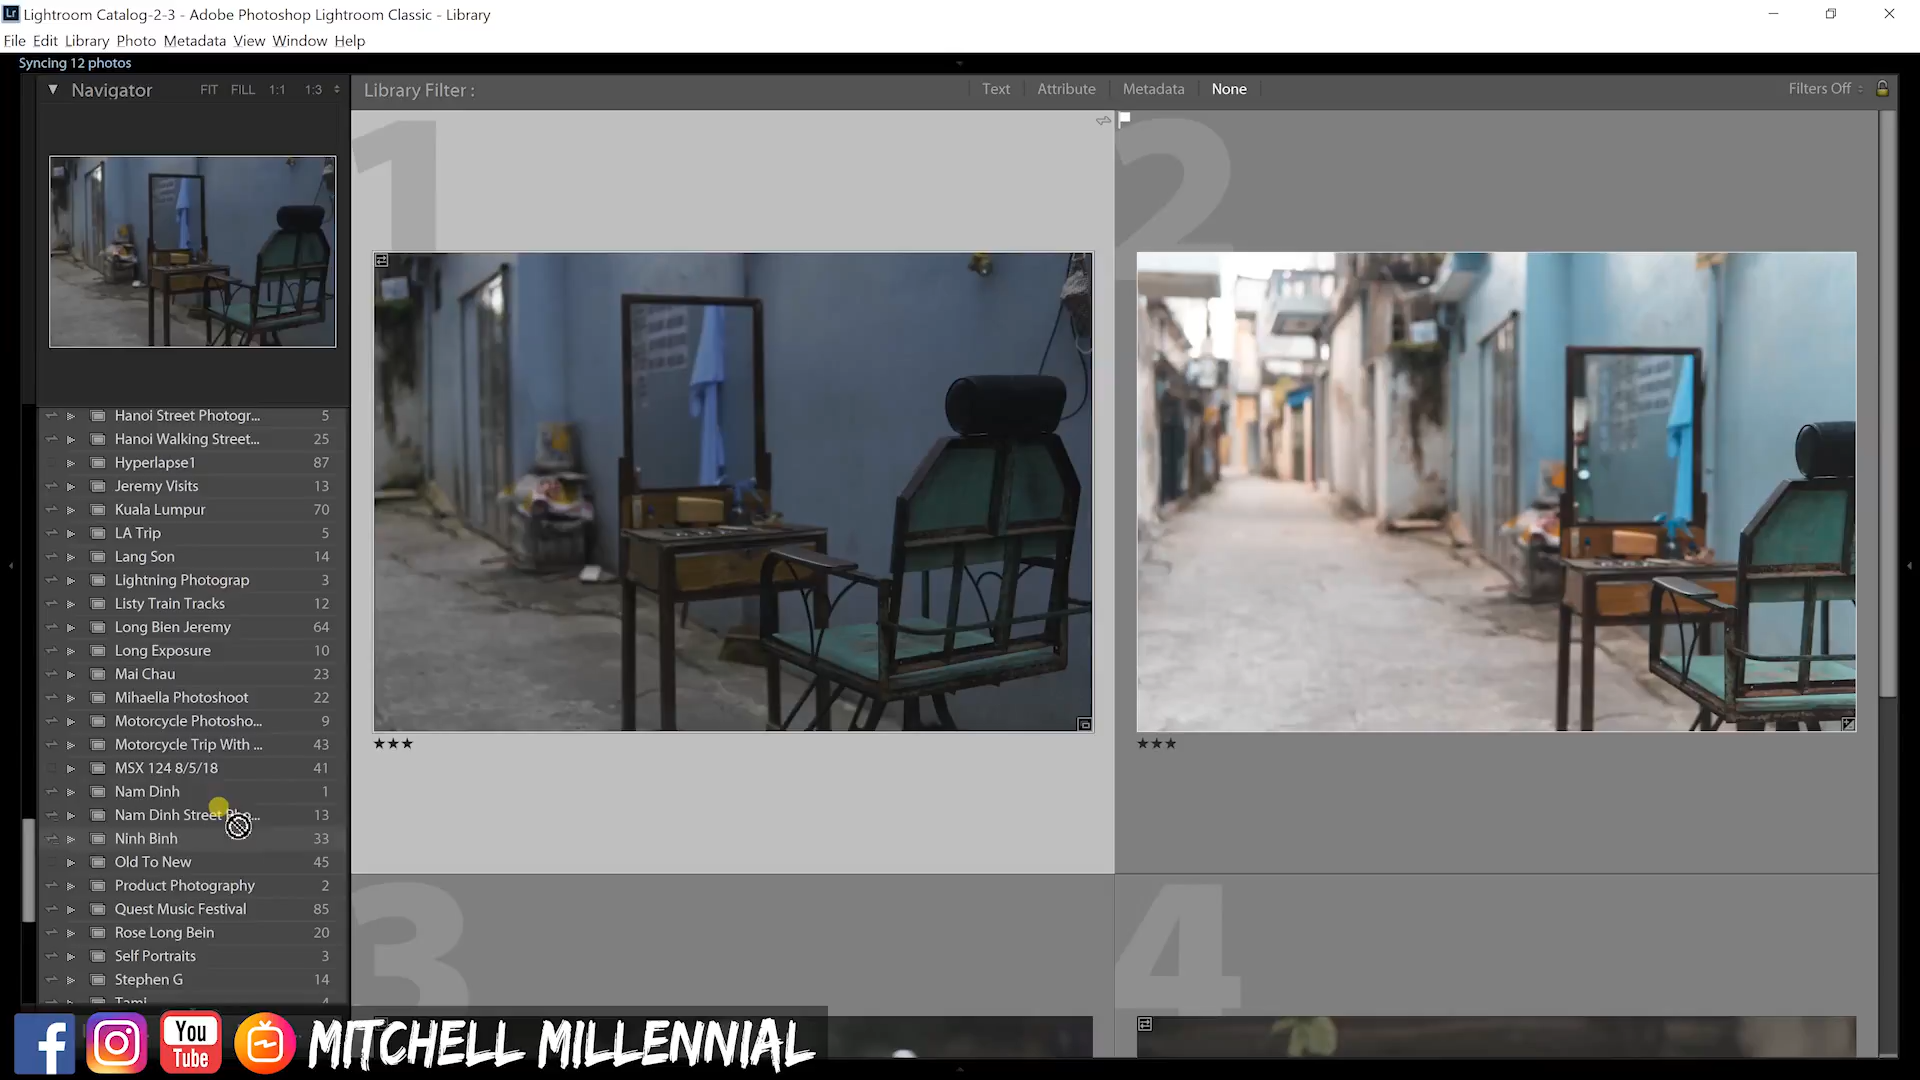 Lr Lightroom Catalog-2-3 - Adobe Photoshop Lightroom Classic - Library
File Edit Library Photo Metadata View Window Help
Syncing 12 photos
Navigator FIT FILL 1:1 1:3
Library Filter : Text Attribute Metadata None Filters Off
1
2
Hanoi Street Photogr... 5
Hanoi Walking Street... 25
Hyperlapse1 87
Jeremy Visits 13
Kuala Lumpur 70
LA Trip 5
Lang Son 14
Lightning Photograp 3
Listy Train Tracks 12
Long Bien Jeremy 64
Long Exposure 10
Mai Chau 23
Mihaella Photoshoot 22
Motorcycle Photosho... 9
Motorcycle Trip With ... 43
MSX 124 8/5/18 41
Nam Dinh 1
Nam Dinh Street Pho... 13
Ninh Binh 33
Old To New 45
Product Photography 2
Quest Music Festival 85
Rose Long Bein 20
Self Portraits 3
Stephen G 14
Tami 4
★★★
★★★
3
4
f
You
Tube
MITCHELL MILLENNIAL